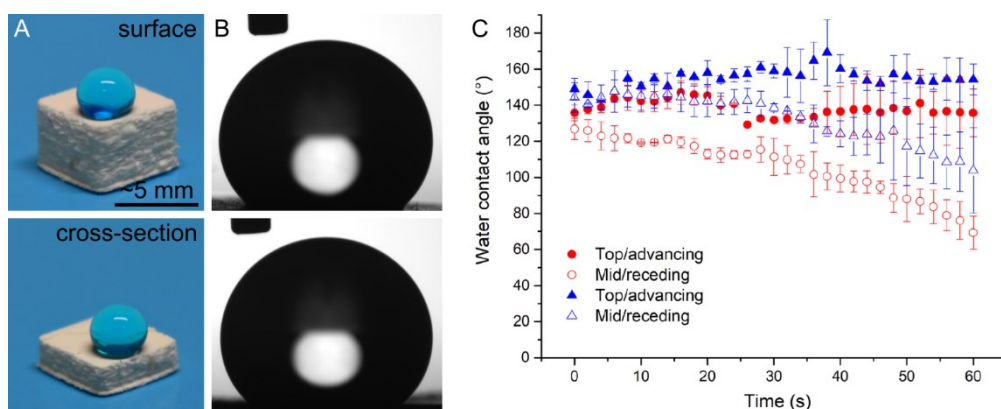 A
surface
~5 mm
cross-section
B
C
Water contact angle (°)
180
160
140
120
100
80
60
40
20
0
Top/advancing
Mid/receding
Top/advancing
Mid/receding
0 10 20 30 40 50 60
Time (s)